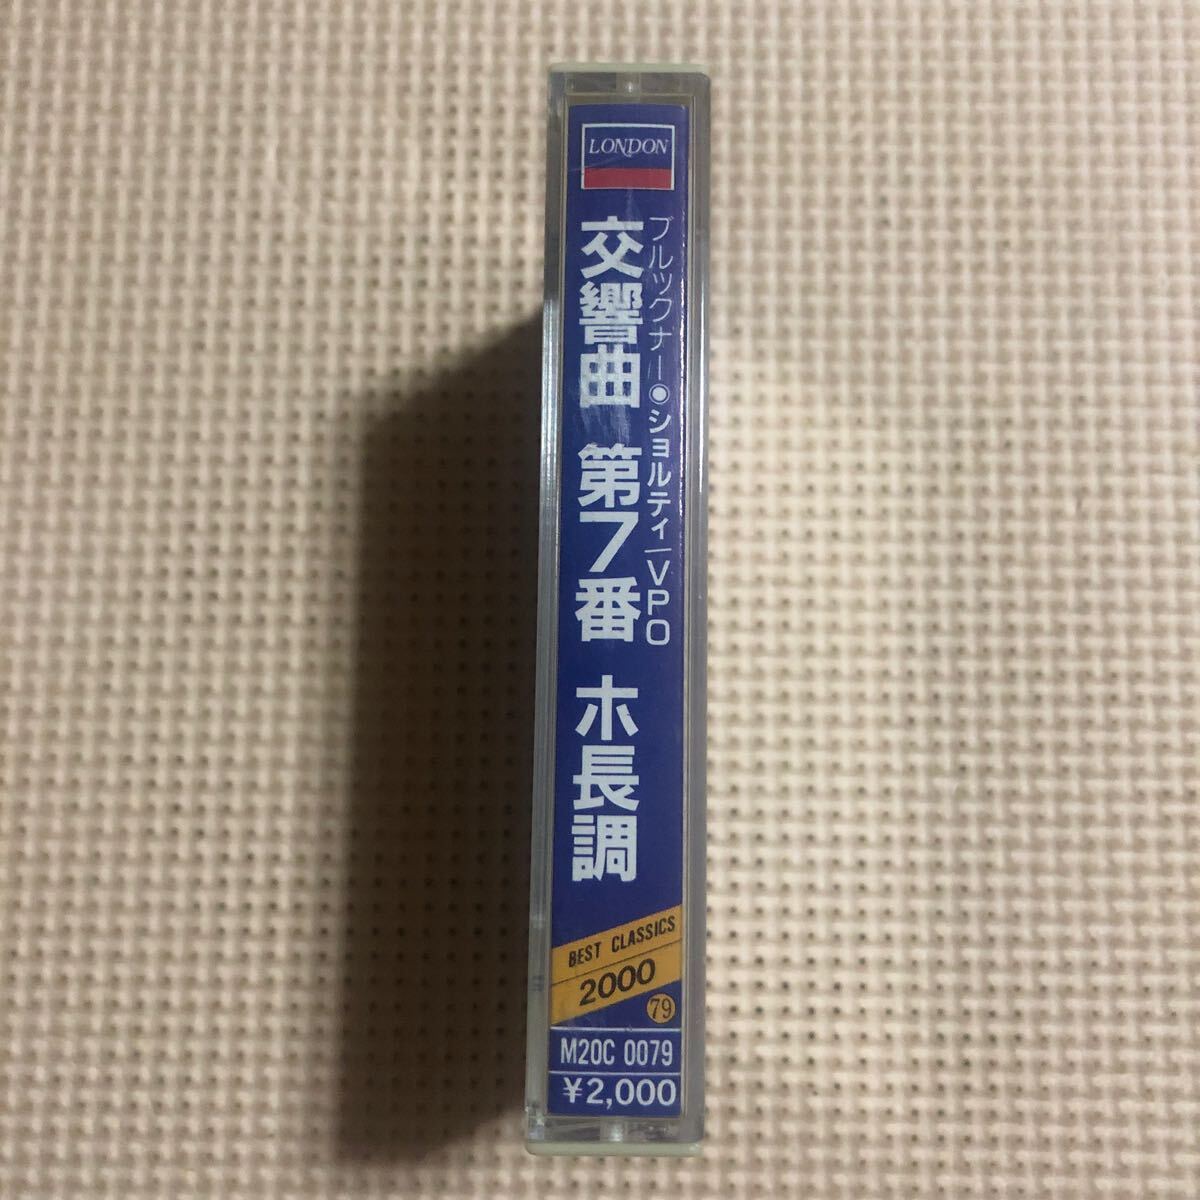 LONDON
ブルックナー◉ショルティ/VPO
交響曲 第7番 ホ長調
BEST CLASSICS
2000
79
M20C 0079
¥2,000